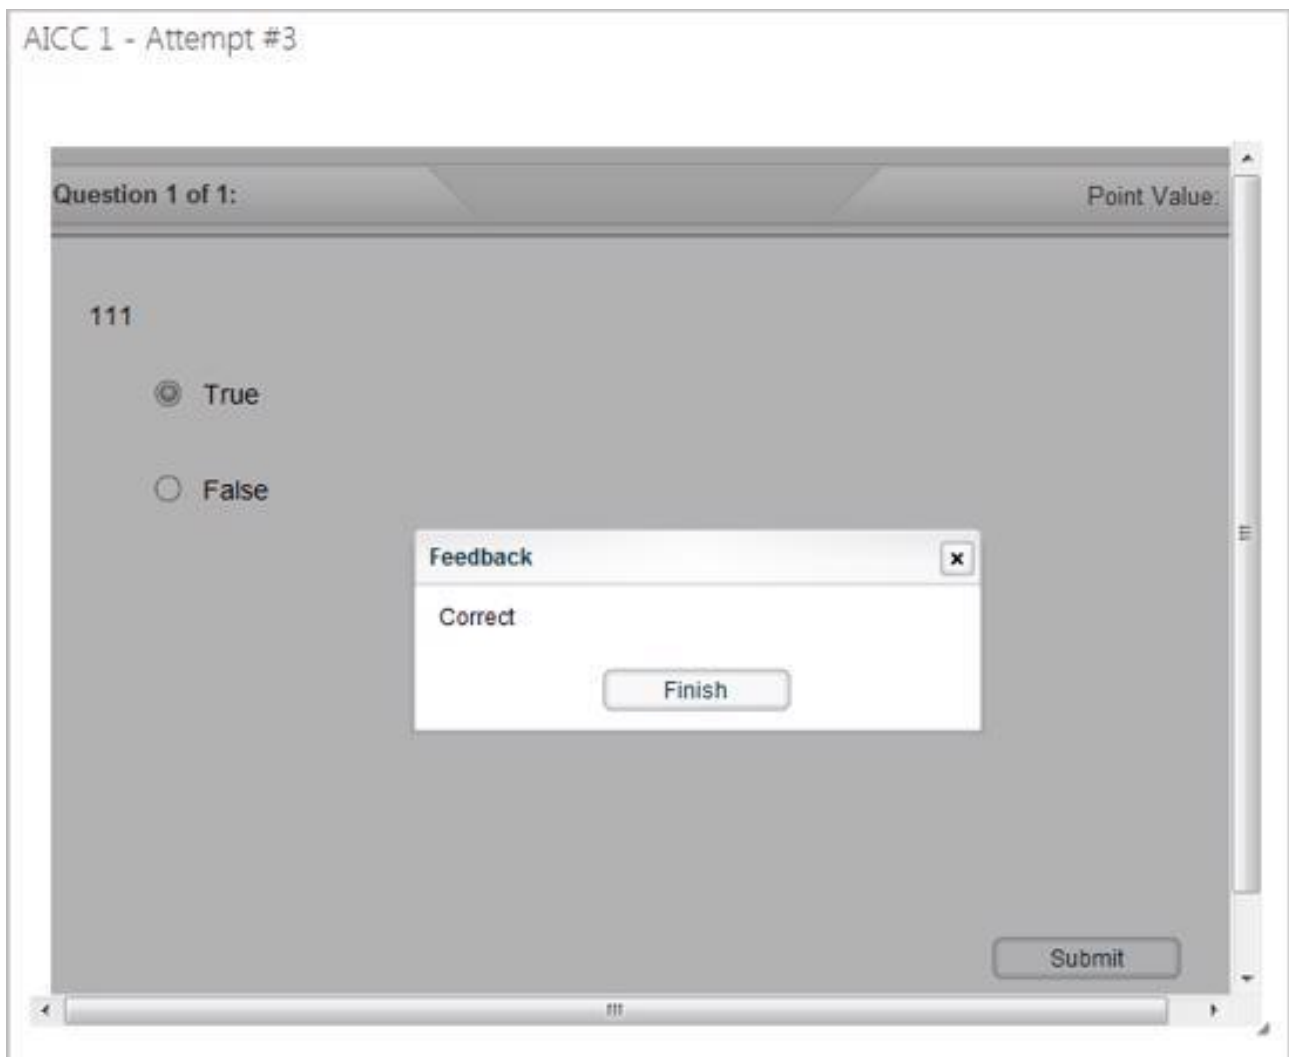 AICC 1 - Attempt #3
Question 1 of 1:
Point Value:
111
True
False
Feedback
Correct
Finish
Submit